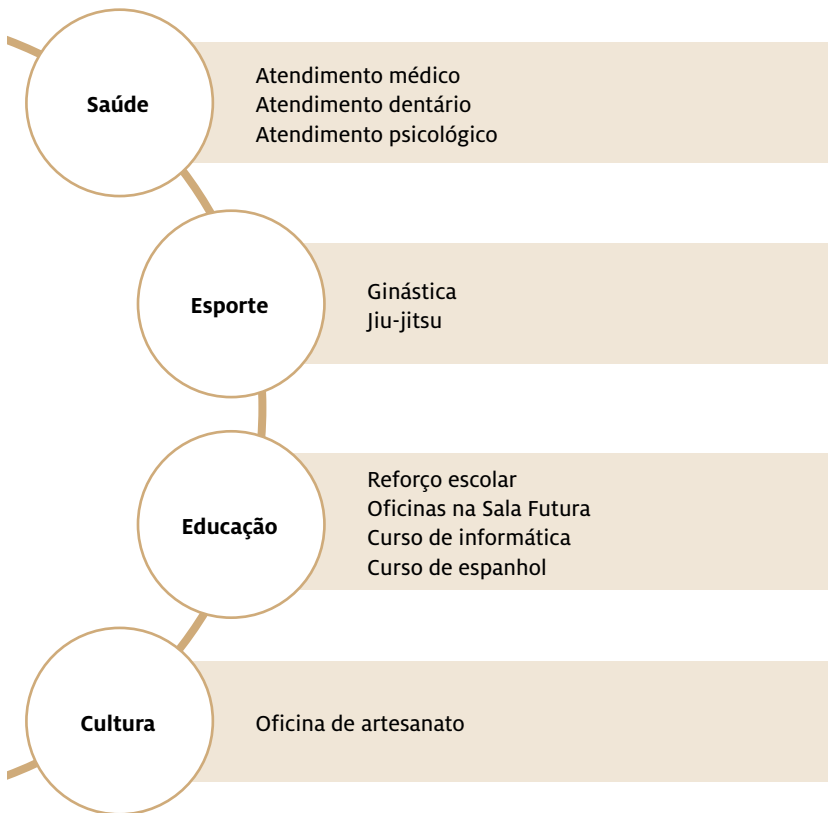 Saúde
Atendimento médico
Atendimento dentário
Atendimento psicológico
Esporte
Ginástica
Jiu-jitsu
Educação
Reforço escolar
Oficinas na Sala Futura
Curso de informática
Curso de espanhol
Cultura
Oficina de artesanato